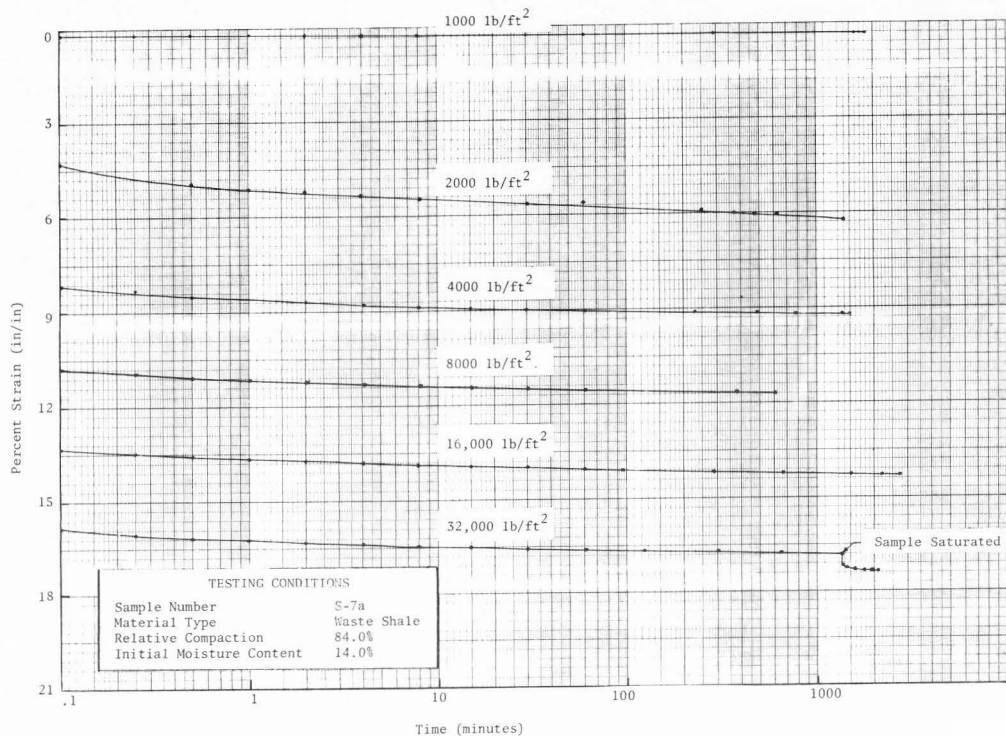 1000 lb/ft2
0
3
2000 lb/ft2
6
4000 lb/ft2
9
8000 lb/ft2.
12
16,000 lb/ft2
15
32,000 lb/ft2
Sample Saturated
18
21
Percent Strain (in/in)
TESTING CONDITIONS
Sample Number S-7a
Material Type Waste Shale
Relative Compaction 84.0%
Initial Moisture Content 14.0%
.1 1 10 100 1000
Time (minutes)